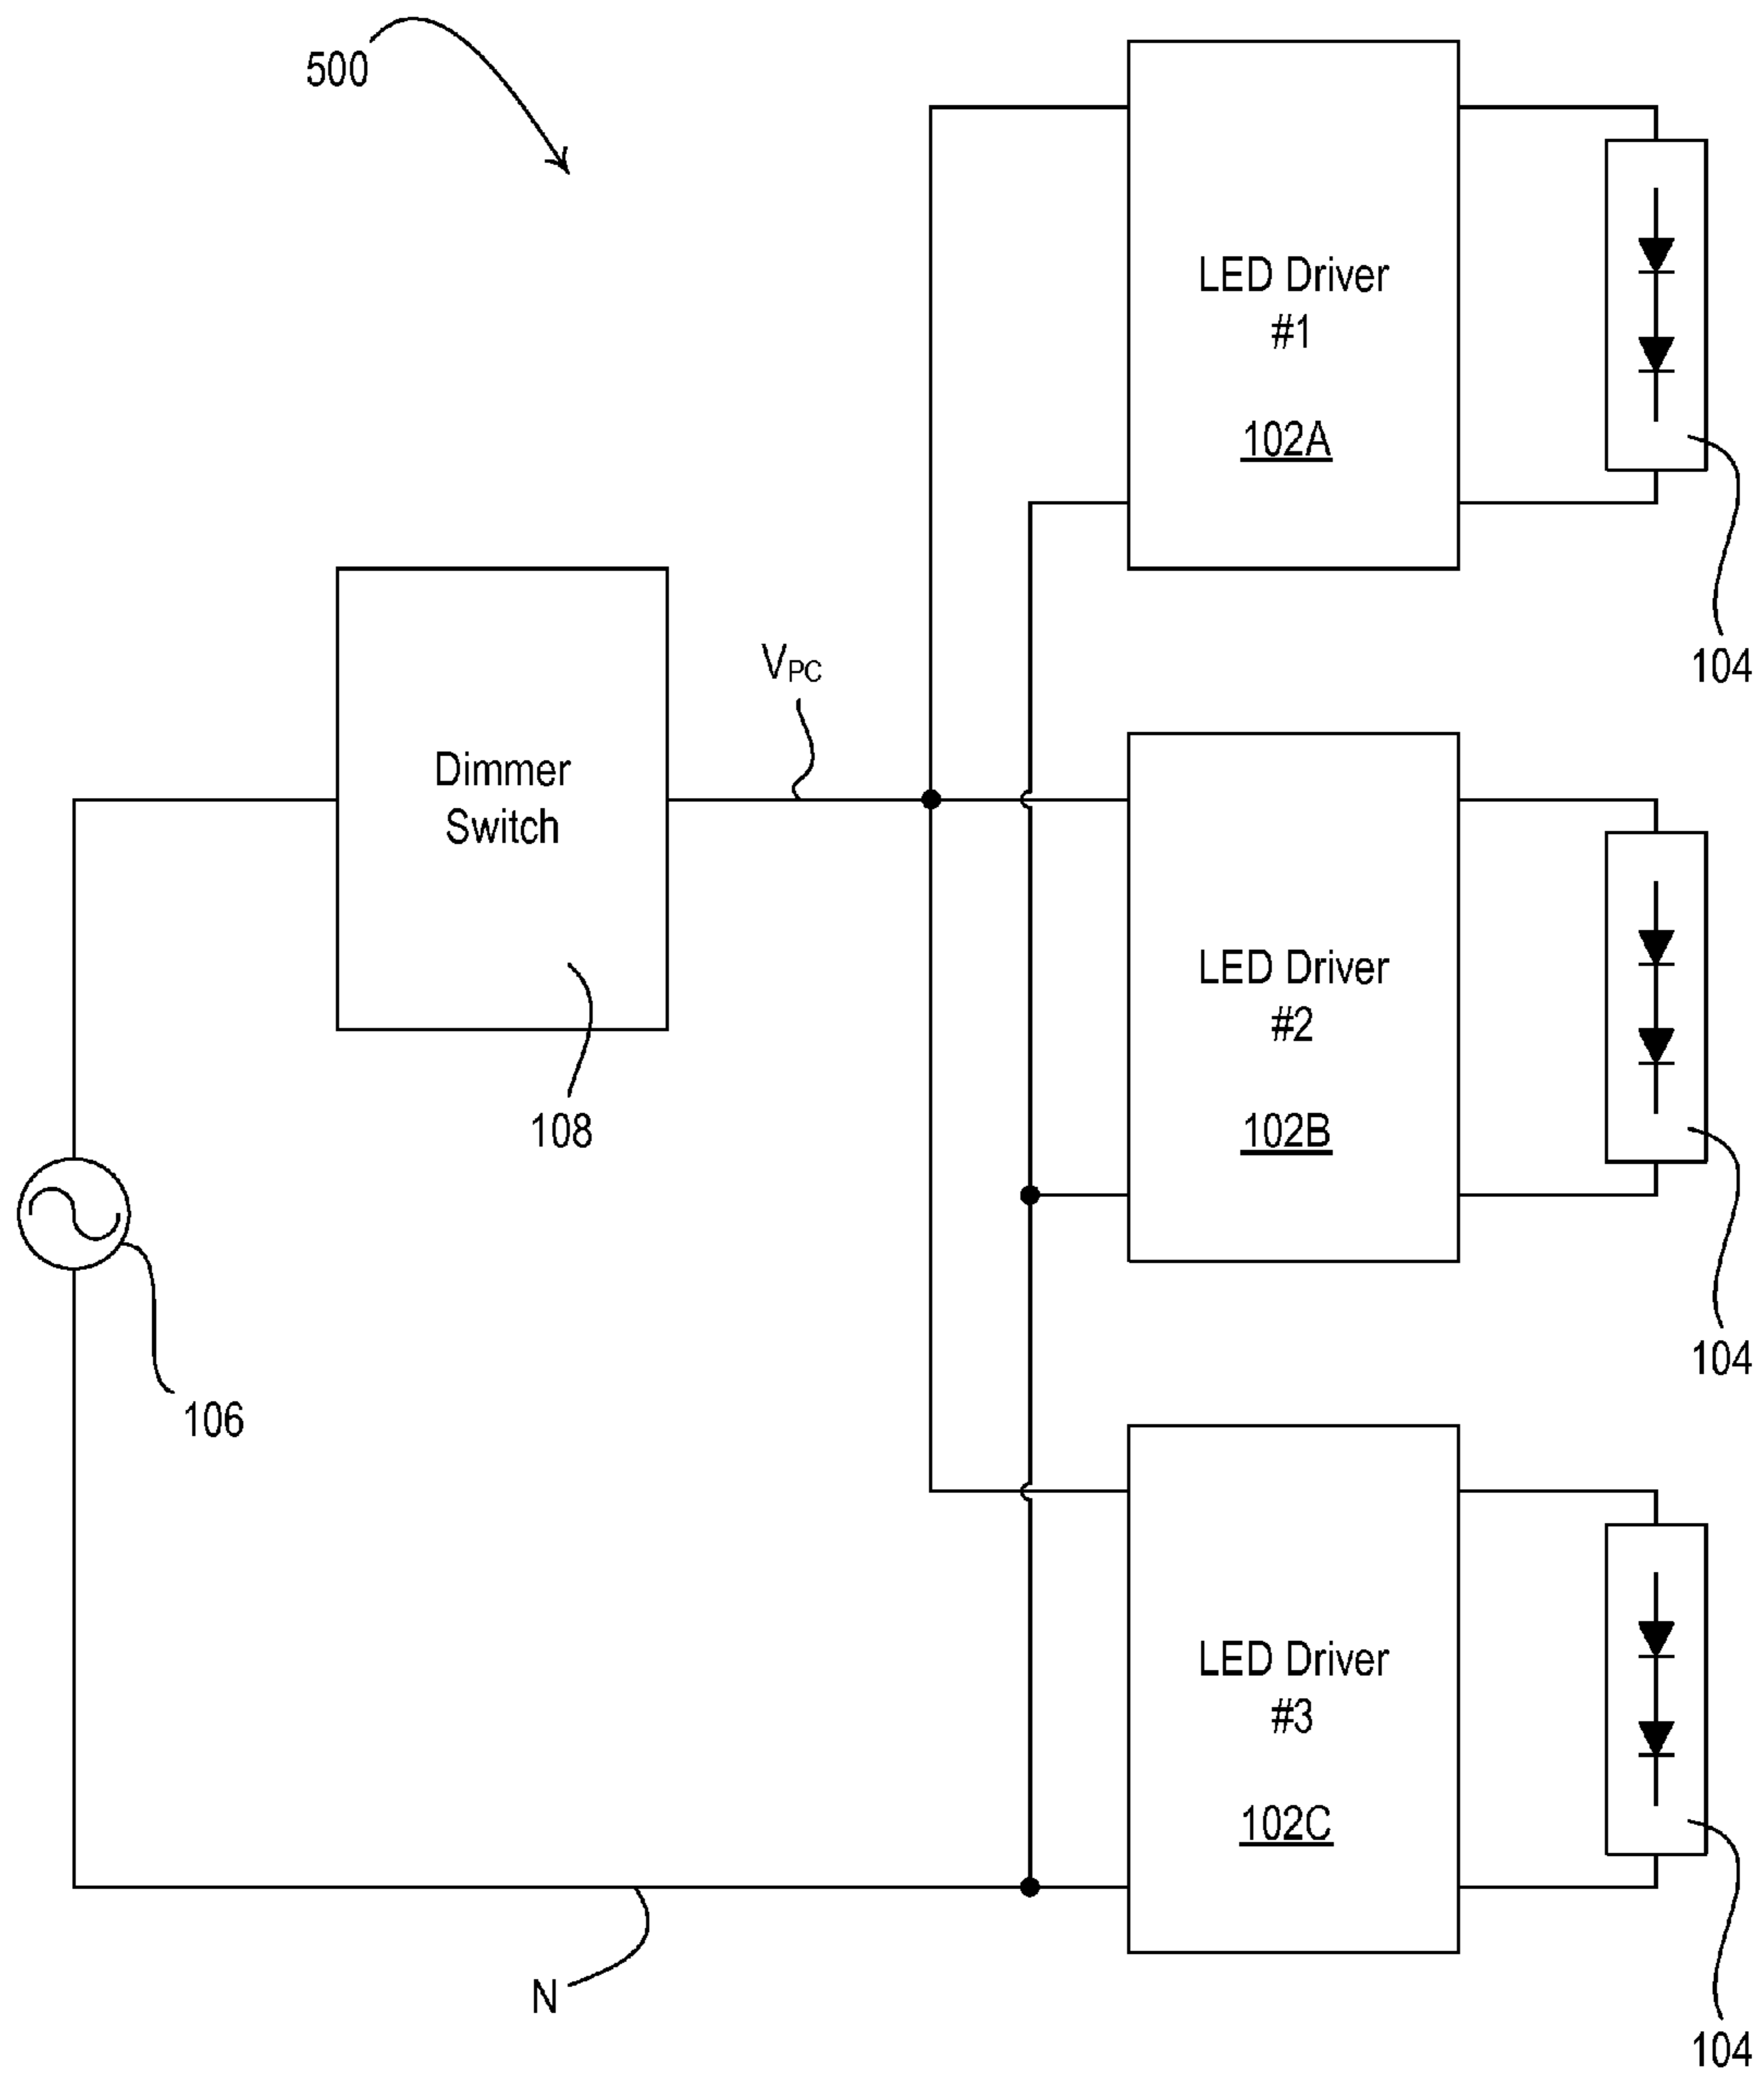 500
LED Driver
#1
102A
104
V_PC
Dimmer
Switch
108
LED Driver
#2
102B
104
106
LED Driver
#3
102C
N
104